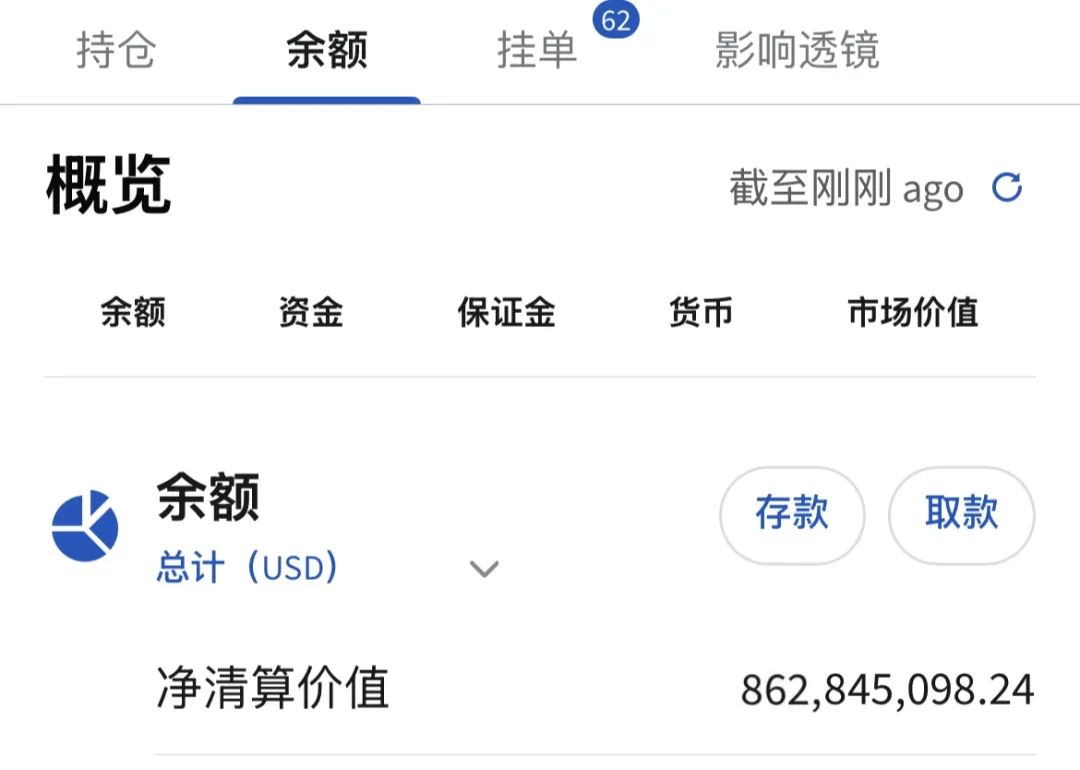 持仓 余额 挂单 62 影响透镜
概览 截至刚刚 ago
余额 资金 保证金 货币 市场价值
余额 存款 取款
总计（USD）
净清算价值 862,845,098.24